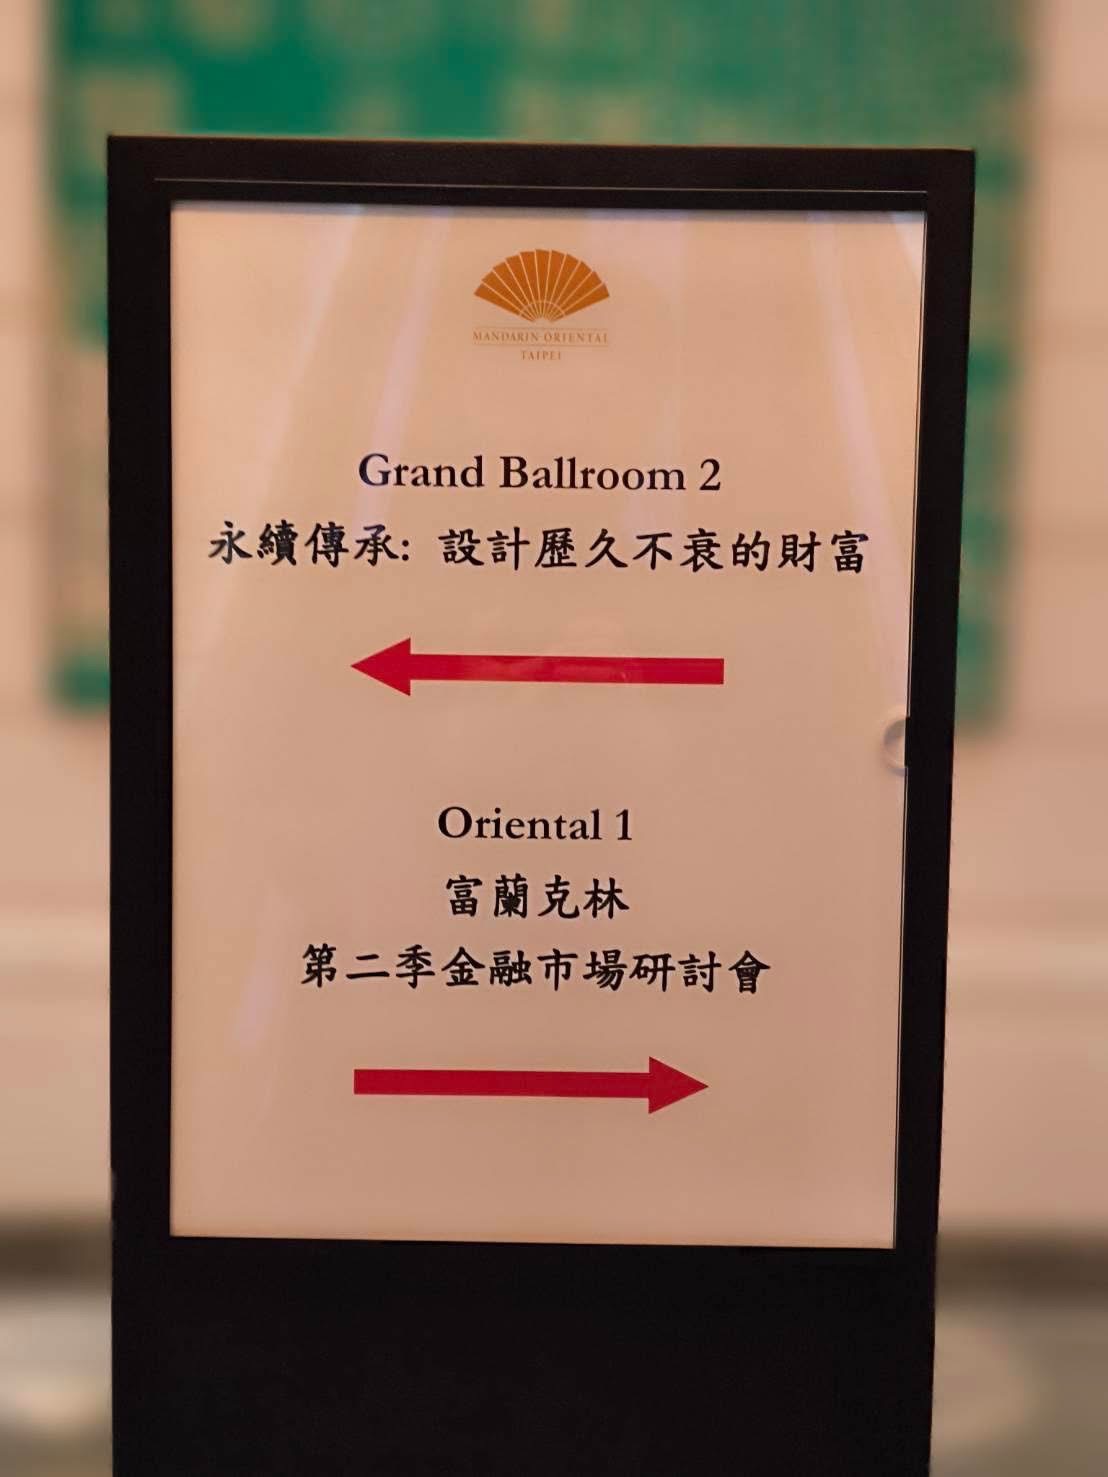 MANDARIN ORIENTAL
TAIPEI
Grand Ballroom 2
永續傳承: 設計歷久不衰的財富
Oriental 1
富蘭克林
第二季金融市場研討會